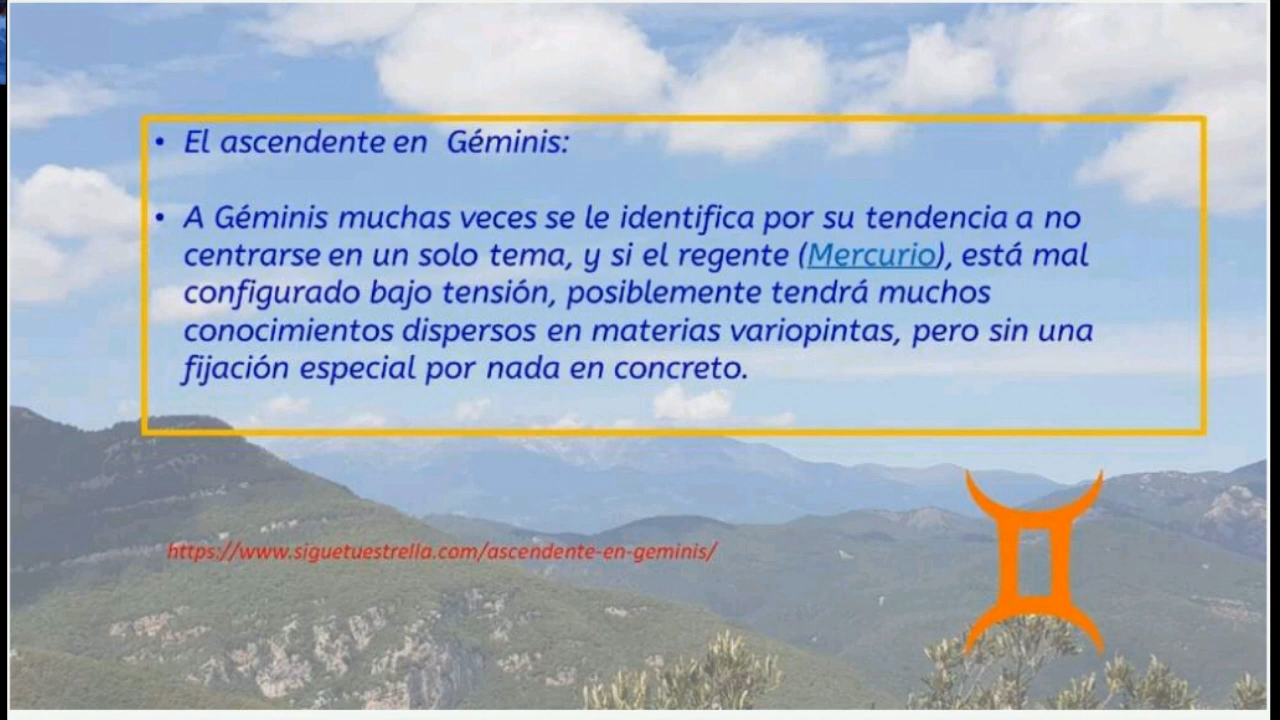 • El ascendente en Géminis:
• A Géminis muchas veces se le identifica por su tendencia a no
centrarse en un solo tema, y si el regente (Mercurio), está mal
configurado bajo tensión, posiblemente tendrá muchos
conocimientos dispersos en materias variopintas, pero sin una
fijación especial por nada en concreto.
https://www.siguetuestrella.com/ascendente-en-geminis/